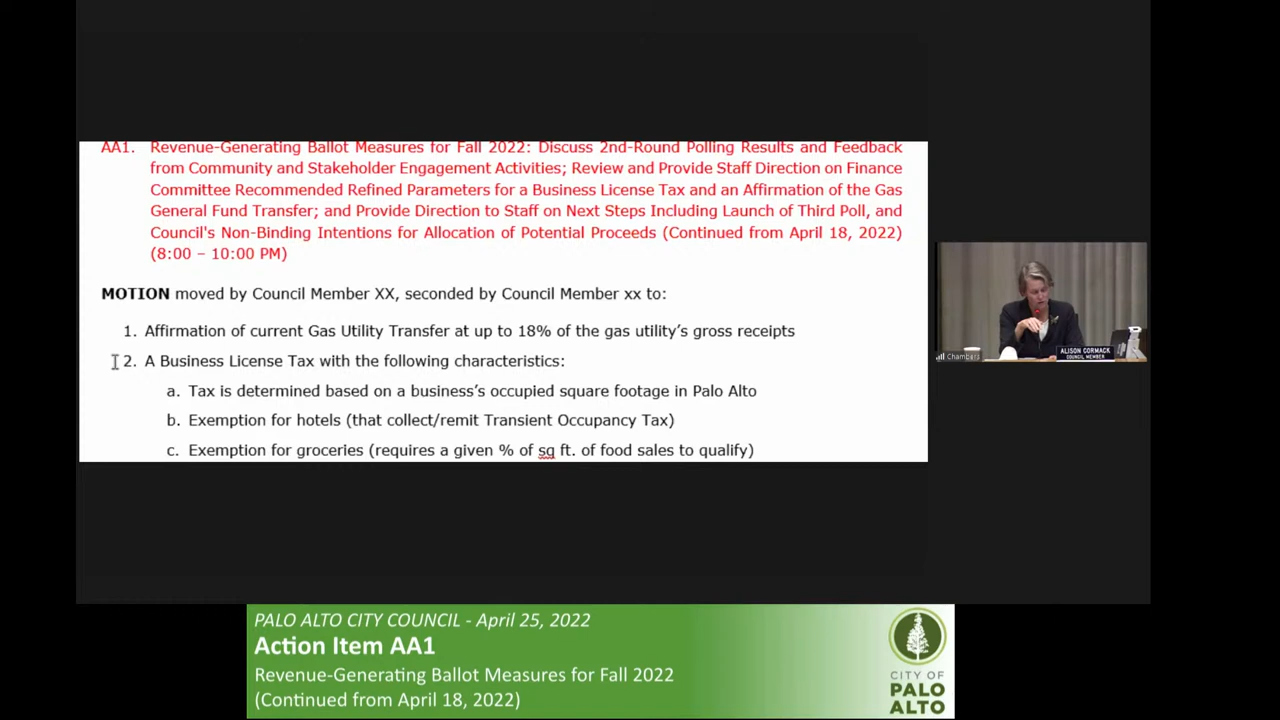 AA1. Revenue-Generating Ballot Measures for Fall 2022: Discuss 2nd-Round Polling Results and Feedback
from Community and Stakeholder Engagement Activities; Review and Provide Staff Direction on Finance
Committee Recommended Refined Parameters for a Business License Tax and an Affirmation of the Gas
General Fund Transfer; and Provide Direction to Staff on Next Steps Including Launch of Third Poll, and
Council's Non-Binding Intentions for Allocation of Potential Proceeds (Continued from April 18, 2022)
(8:00 – 10:00 PM)
MOTION moved by Council Member XX, seconded by Council Member xx to:
1. Affirmation of current Gas Utility Transfer at up to 18% of the gas utility's gross receipts
2. A Business License Tax with the following characteristics:
a. Tax is determined based on a business's occupied square footage in Palo Alto
b. Exemption for hotels (that collect/remit Transient Occupancy Tax)
c. Exemption for groceries (requires a given % of sq ft. of food sales to qualify)
ALISON CORMACK
COUNCIL MEMBER
Chambers
PALO ALTO CITY COUNCIL - April 25, 2022
Action Item AA1
Revenue-Generating Ballot Measures for Fall 2022
(Continued from April 18, 2022)
CITY OF
PALO
ALTO